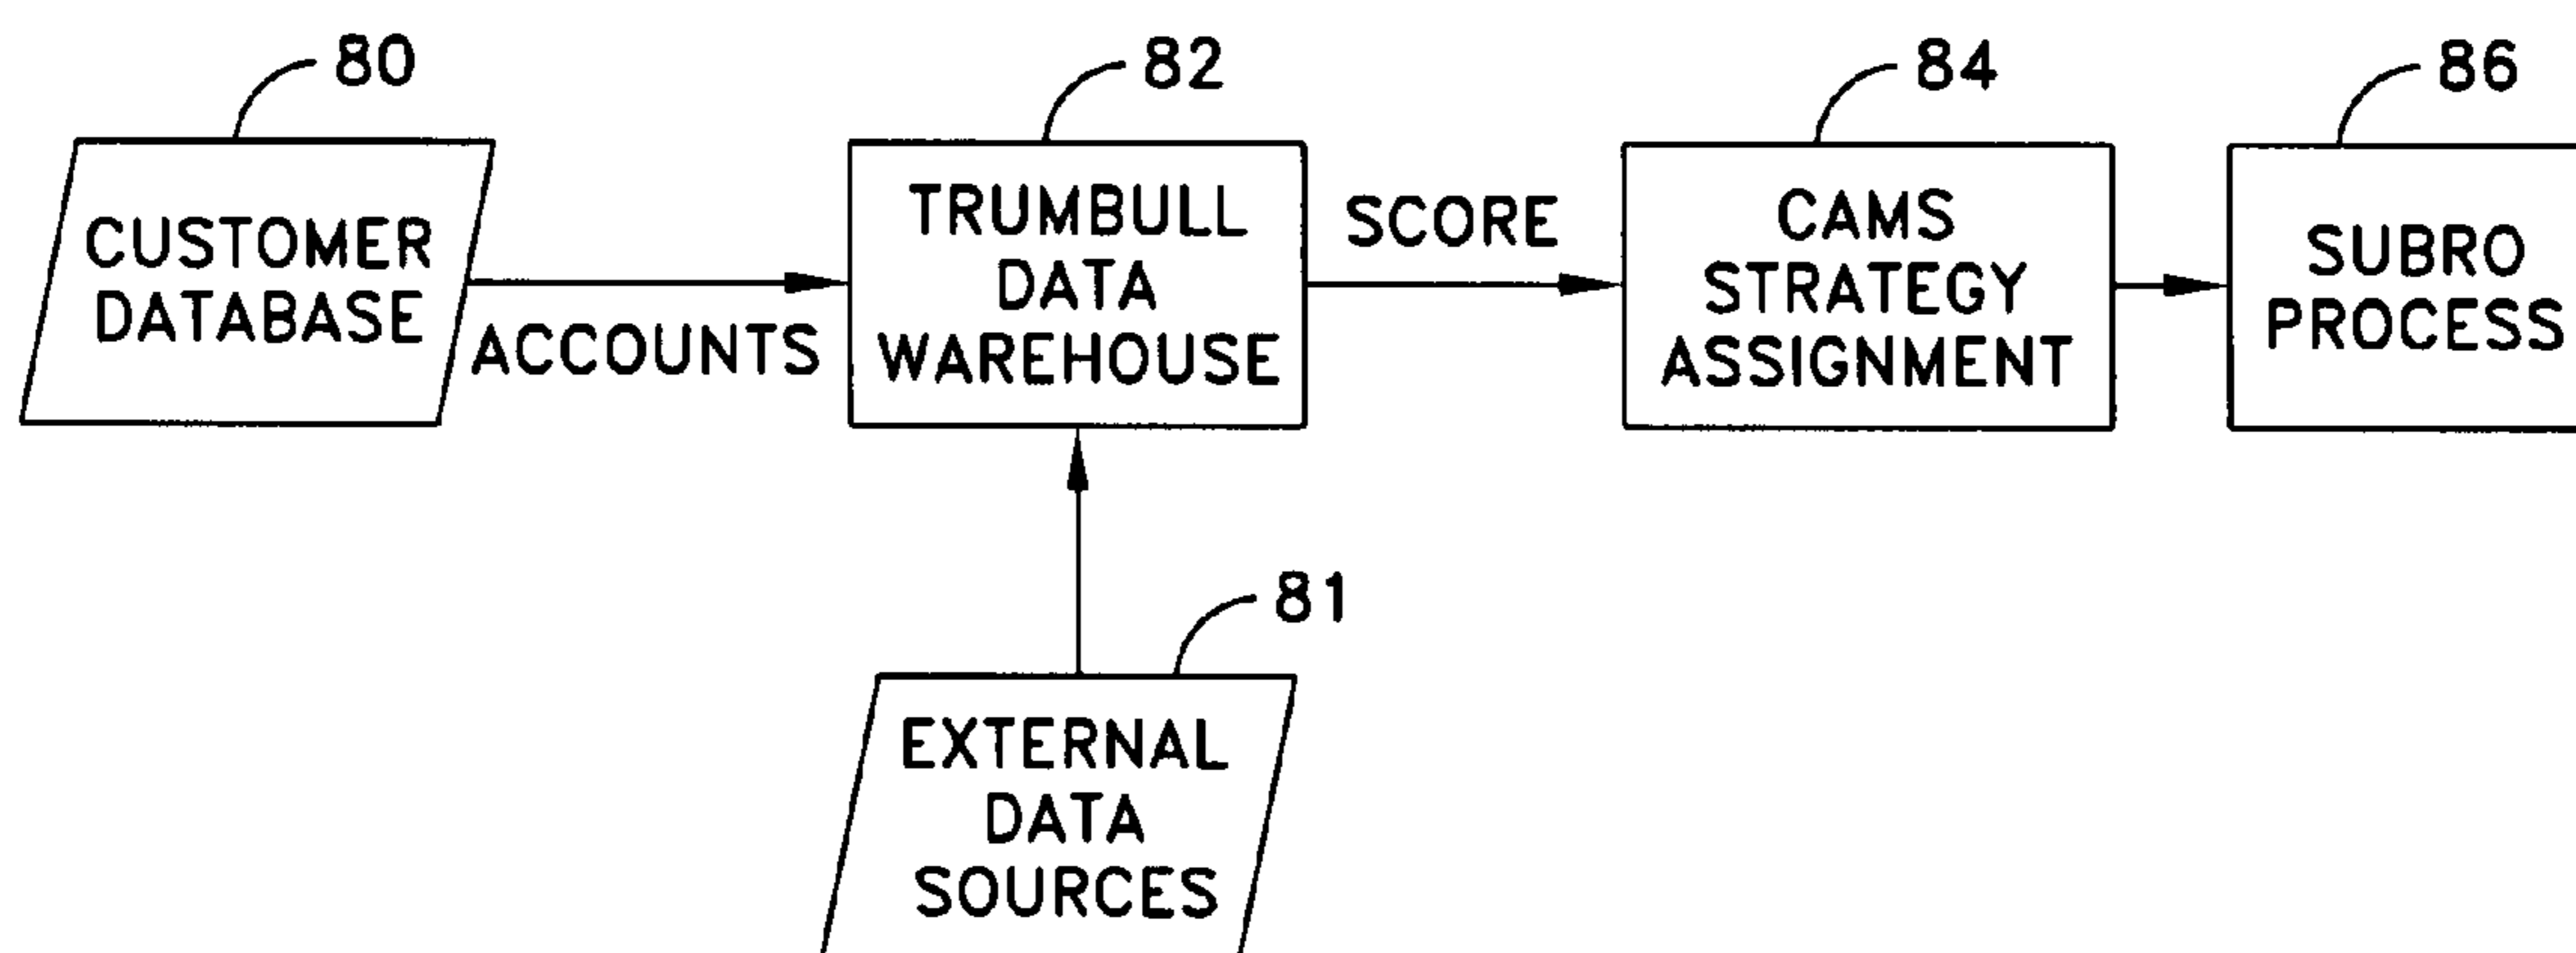 80
82
84
86
CUSTOMER
DATABASE
ACCOUNTS
TRUMBULL
DATA
WAREHOUSE
SCORE
CAMS
STRATEGY
ASSIGNMENT
SUBRO
PROCESS
81
EXTERNAL
DATA
SOURCES